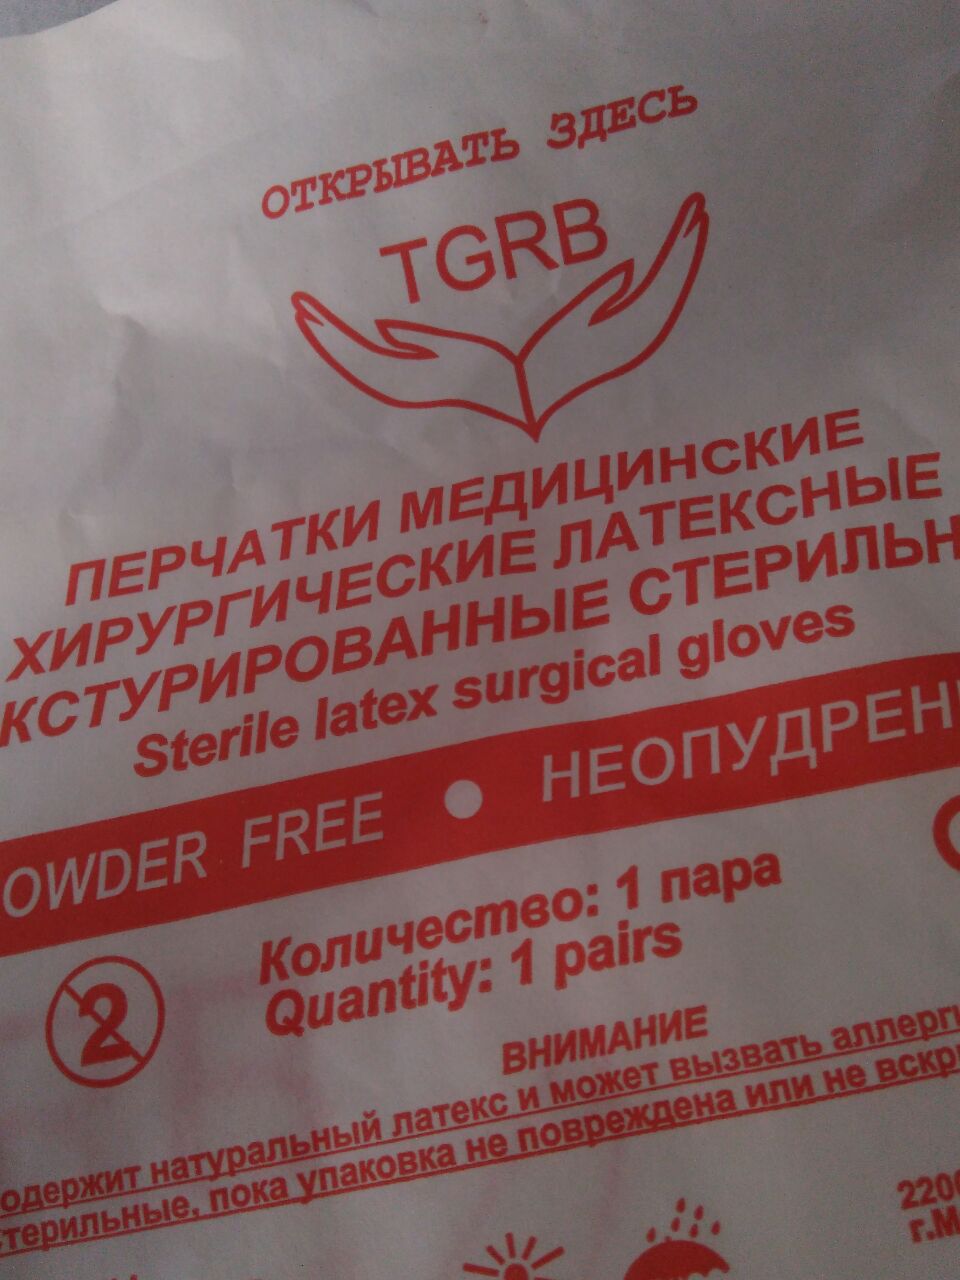 ОТКРЫВАТЬ ЗДЕСЬ
TGRB
ПЕРЧАТКИ МЕДИЦИНСКИЕ
ХИРУРГИЧЕСКИЕ ЛАТЕКСНЫЕ
КСТУРИРОВАННЫЕ СТЕРИЛЬН
Sterile latex surgical gloves
OWDER FREE • НЕОПУДРЕН
2
Количество: 1 пара
Quantity: 1 pairs
ВНИМАНИЕ
одержит натуральный латекс и может вызвать аллерги
стерильные, пока упаковка не повреждена или не вскр
220
г.М